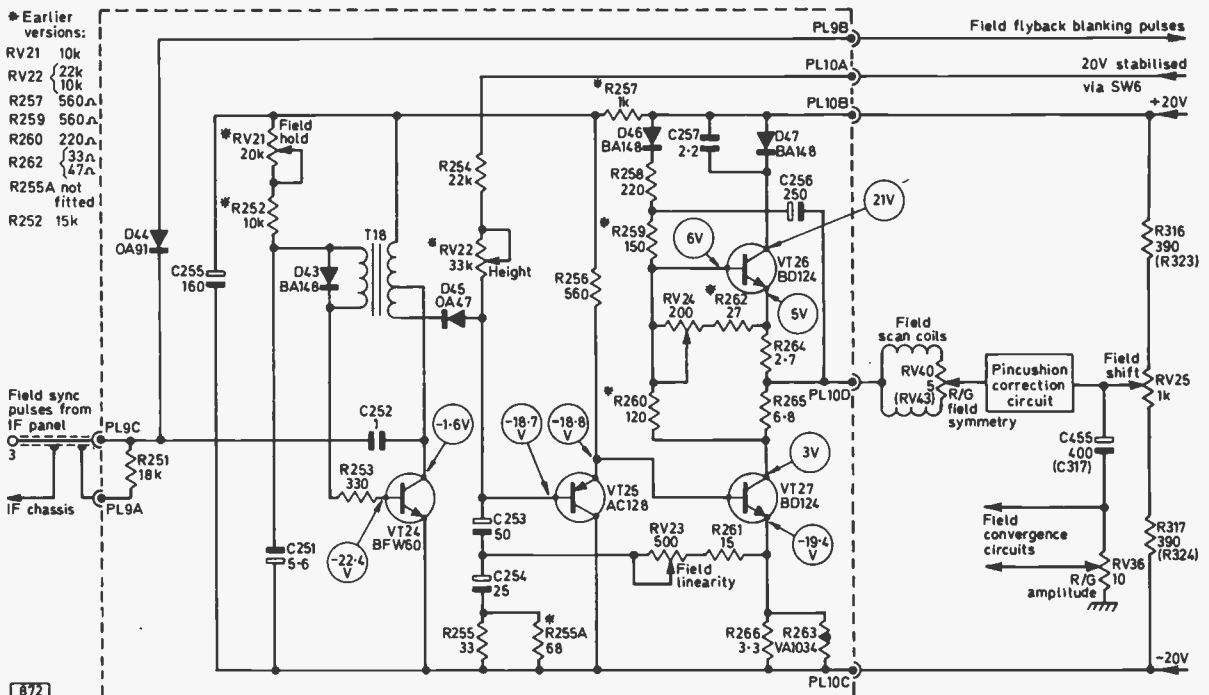 * Earlier
versions:
RV21 10k
RV22 {22k
10k
R257 560Ω
R259 560Ω
R260 220Ω
R262 {33Ω
47Ω
R255A not
fitted
R252 15k
PL9B
Field flyback blanking pulses
PL10A
20V stabilised
via SW6
PL10B
+20V
* R257
1k
* RV21
20k
Field
hold
* R252
10k
D44
OA91
C255
160
D43
BA148
T18
R254
22k
* RV22
33k
Height
D45
OA47
R256
560
D46
BA148
C257
2·2
D47
BA148
R258
220
C256
250
* R259
150
6V
21V
VT26
BD124
5V
RV24
200
* R262
27
R264
2·7
* R260
120
R265
6·8
PL10D
Field
scan coils
RV40
5
(RV43)
R/G
field
symmetry
Pincushion
correction
circuit
Field
shift
RV25
1k
R316
390
(R323)
C455
400
(C317)
R317
390
(R324)
Field
convergence
circuits
RV36
10
R/G
amplitude
Field sync
pulses from
IF panel
3
PL9C
R251
18k
PL9A
IF chassis
C252
1
-1·6V
R253
330
VT24
BFW60
-22·4
V
C251
5·6
-18·7
V
-18·8
V
VT25
AC128
C253
50
C254
25
R255
33
* R255A
68
RV23
500
Field
linearity
R261
15
3V
VT27
BD124
-19·4
V
R266
3·3
R263
VA1034
PL10C
-20V
872